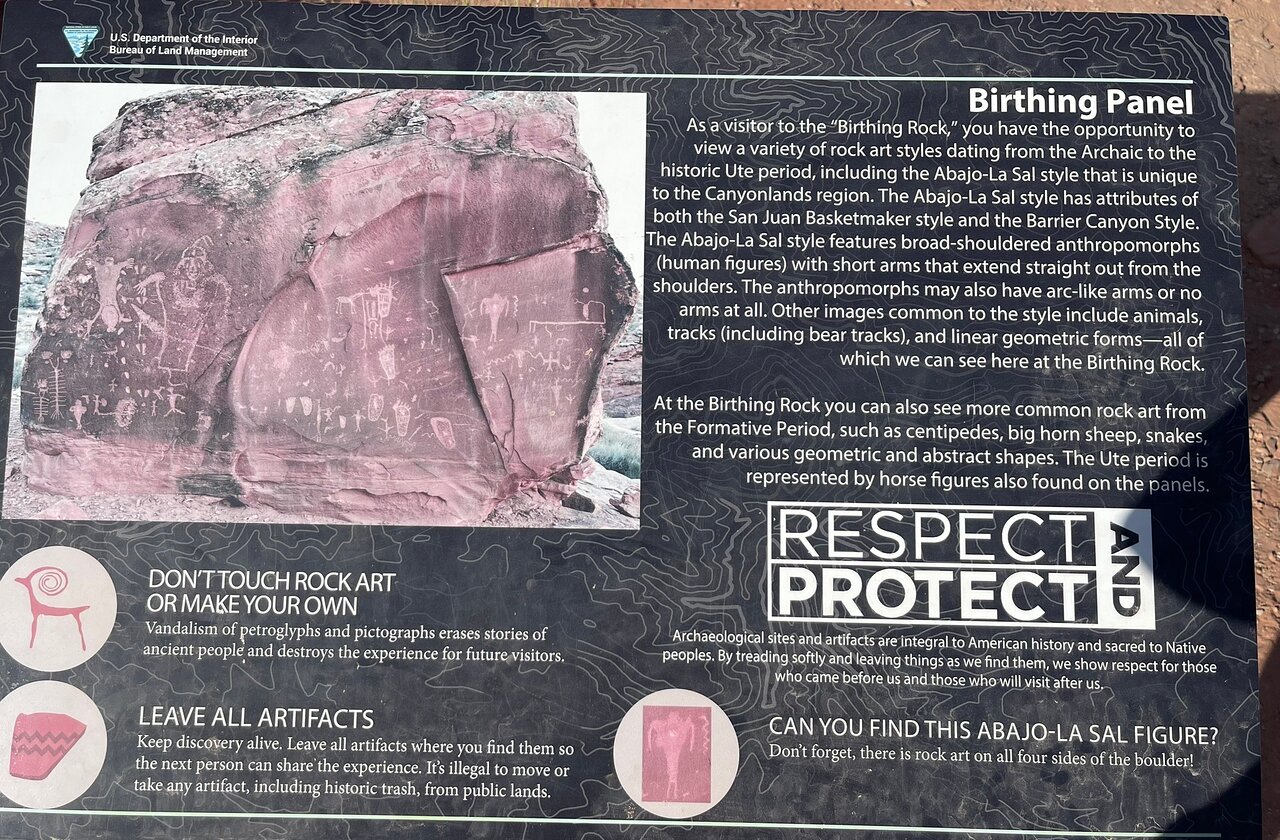 U.S. Department of the Interior
Bureau of Land Management
Birthing Panel
As a visitor to the “Birthing Rock,” you have the opportunity to
view a variety of rock art styles dating from the Archaic to the
historic Ute period, including the Abajo-La Sal style that is unique
to the Canyonlands region. The Abajo-La Sal style has attributes of
both the San Juan Basketmaker style and the Barrier Canyon Style.
The Abajo-La Sal style features broad-shouldered anthropomorphs
(human figures) with short arms that extend straight out from the
shoulders. The anthropomorphs may also have arc-like arms or no
arms at all. Other images common to the style include animals,
tracks (including bear tracks), and linear geometric forms—all of
which we can see here at the Birthing Rock.
At the Birthing Rock you can also see more common rock art from
the Formative Period, such as centipedes, big horn sheep, snakes,
and various geometric and abstract shapes. The Ute period is
represented by horse figures also found on the panels.
RESPECT
AND
PROTECT
Archaeological sites and artifacts are integral to American history and sacred to Native
peoples. By treading softly and leaving things as we find them, we show respect for those
who came before us and those who will visit after us.
DON'T TOUCH ROCK ART
OR MAKE YOUR OWN
Vandalism of petroglyphs and pictographs erases stories of
ancient people and destroys the experience for future visitors.
LEAVE ALL ARTIFACTS
Keep discovery alive. Leave all artifacts where you find them so
the next person can share the experience. It's illegal to move or
take any artifact, including historic trash, from public lands.
CAN YOU FIND THIS ABAJO-LA SAL FIGURE?
Don't forget, there is rock art on all four sides of the boulder!